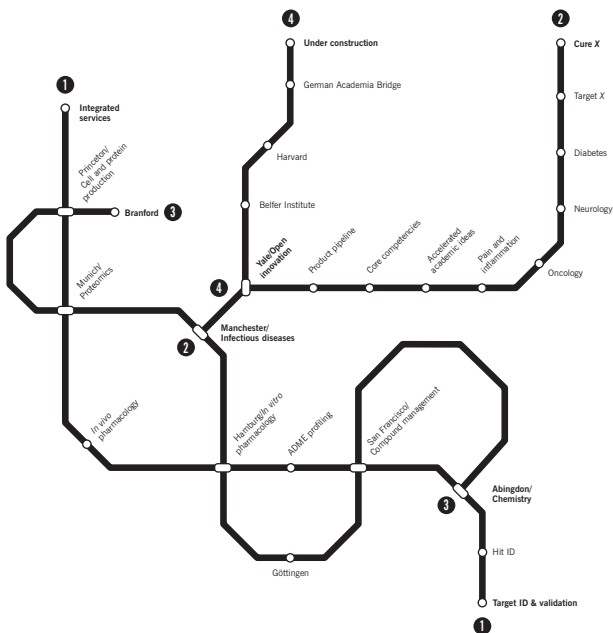 4
Under construction
German Academia Bridge
Harvard
Belfer Institute
2
Cure X
Target X
Diabetes
Neurology
Oncology
1
Integrated
services
Princeton/
Cell and protein
production
Branford
3
Munich/
Proteomics
Yale/Open
innovation
4
Product pipeline
Core competencies
Accelerated
academic ideas
Pain and
inflammation
2
Manchester/
Infectious diseases
In vivo
pharmacology
Hamburg/In vitro
pharmacology
ADME profiling
San Francisco/
Compound management
Göttingen
3
Abingdon/
Chemistry
Hit ID
Target ID & validation
1